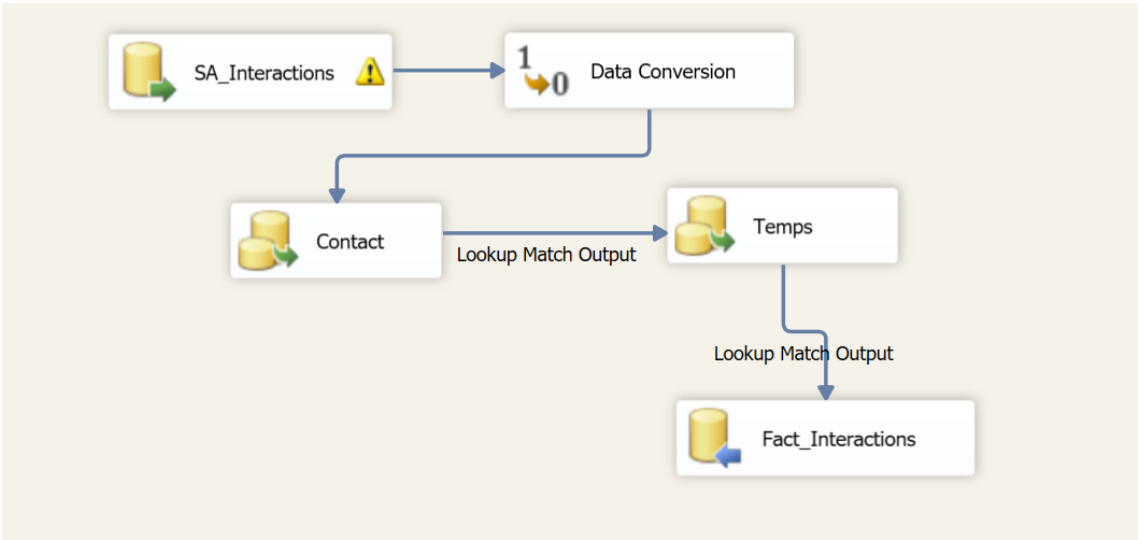 SA_Interactions
1
0
Data Conversion
Contact
Lookup Match Output
Temps
Lookup Match Output
Fact_Interactions